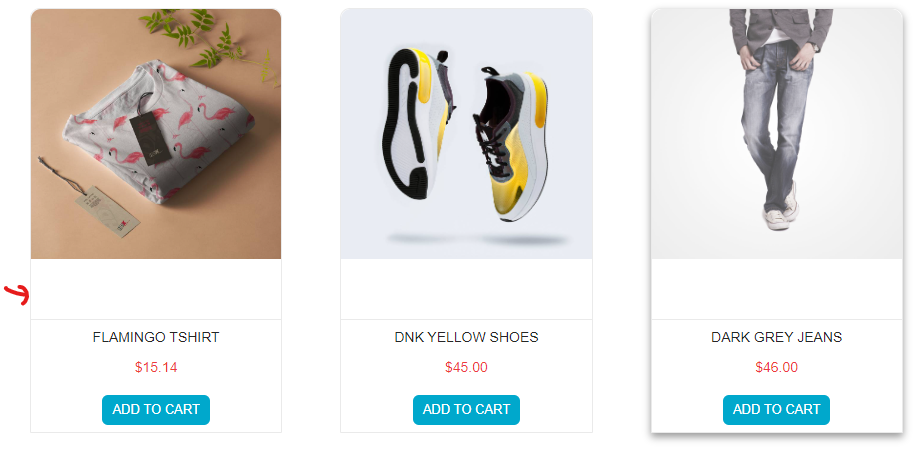 FLAMINGO TSHIRT
$15.14
ADD TO CART
DNK YELLOW SHOES
$45.00
ADD TO CART
DARK GREY JEANS
$46.00
ADD TO CART